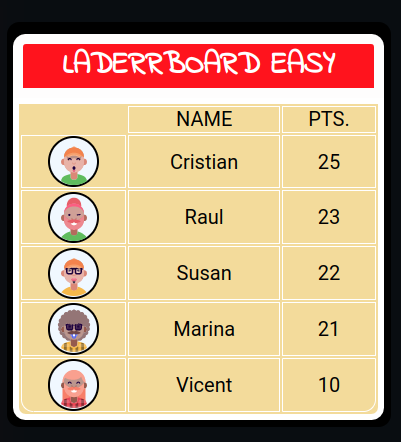 LADERRBOARD EASY
NAME PTS.
Cristian 25
Raul 23
Susan 22
Marina 21
Vicent 10